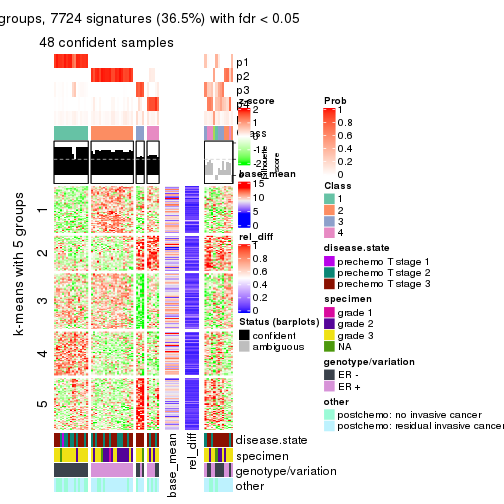 groups, 7724 signatures (36.5%) with fdr < 0.05
48 confident samples
p1
p2
p3
z-score
2
1
0
-1
-2
Silhouette
score
base_mean
15
10
5
0
rel_diff
1
0.8
0.6
0.4
0.2
0
Status (barplots)
confident
ambiguous
Prob
1
0.8
0.6
0.4
0.2
0
Class
1
2
3
4
disease.state
prechemo T stage 1
prechemo T stage 2
prechemo T stage 3
specimen
grade 1
grade 2
grade 3
NA
genotype/variation
ER -
ER +
other
postchemo: no invasive cancer
postchemo: residual invasive cancer
k-means with 5 groups
1
2
3
4
5
base_mean
rel_diff
disease.state
specimen
genotype/variation
other